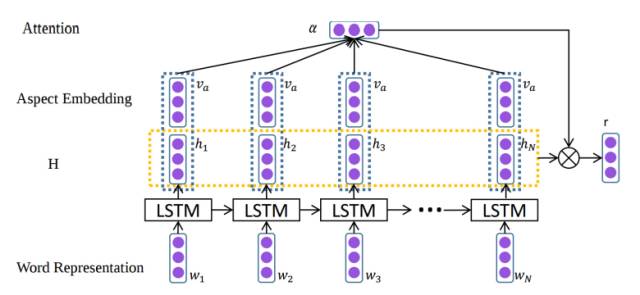 Attention α
Aspect Embedding v_a v_a v_a v_a
r
H h_1 h_2 h_3 h_N
LSTM LSTM LSTM ••• LSTM
Word Representation w_1 w_2 w_3 w_N